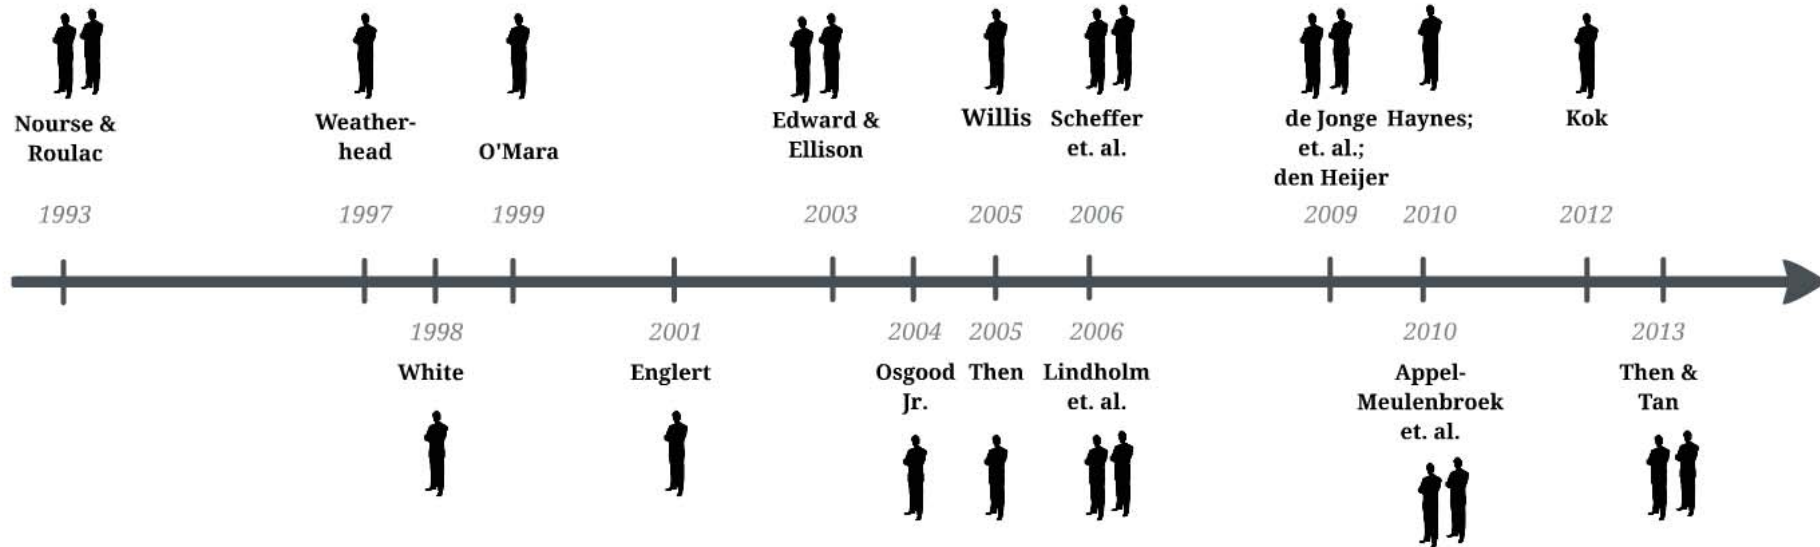 Nourse &
Roulac
1993
Weather-
head
1997
O'Mara
1999
Edward &
Ellison
2003
Willis
2005
Scheffer
et. al.
2006
de Jonge
et. al.;
den Heijer
2009
Haynes;
2010
Kok
2012
1998
White
2001
Englert
2004
Osgood
Jr.
2005
Then
2006
Lindholm
et. al.
2010
Appel-
Meulenbroek
et. al.
2013
Then &
Tan